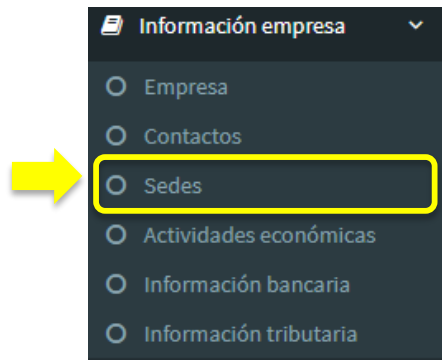 Información empresa
Empresa
Contactos
Sedes
Actividades económicas
Información bancaria
Información tributaria